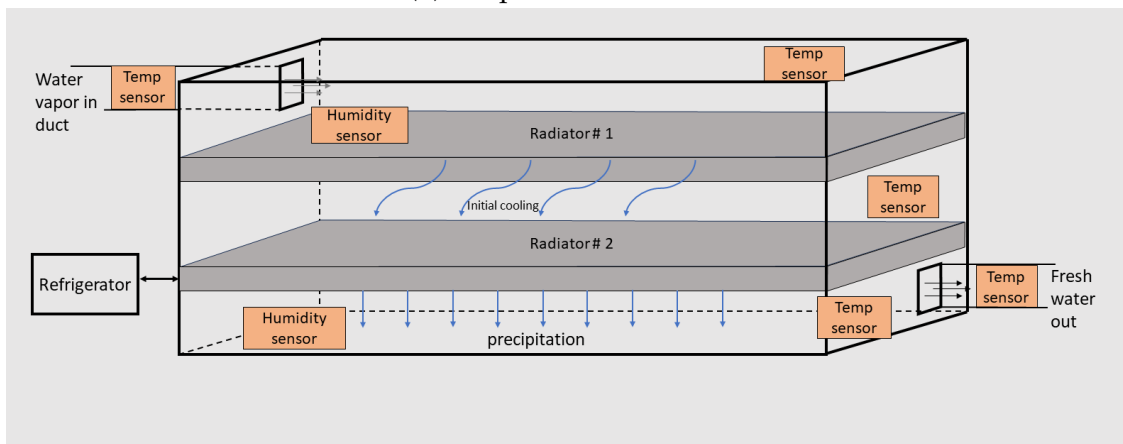 Water
vapor in
duct
Temp
sensor
Temp
sensor
Humidity
sensor
Radiator # 1
Temp
sensor
Initial cooling
Radiator # 2
Refrigerator
Temp
sensor
Fresh
water
out
Humidity
sensor
Temp
sensor
precipitation